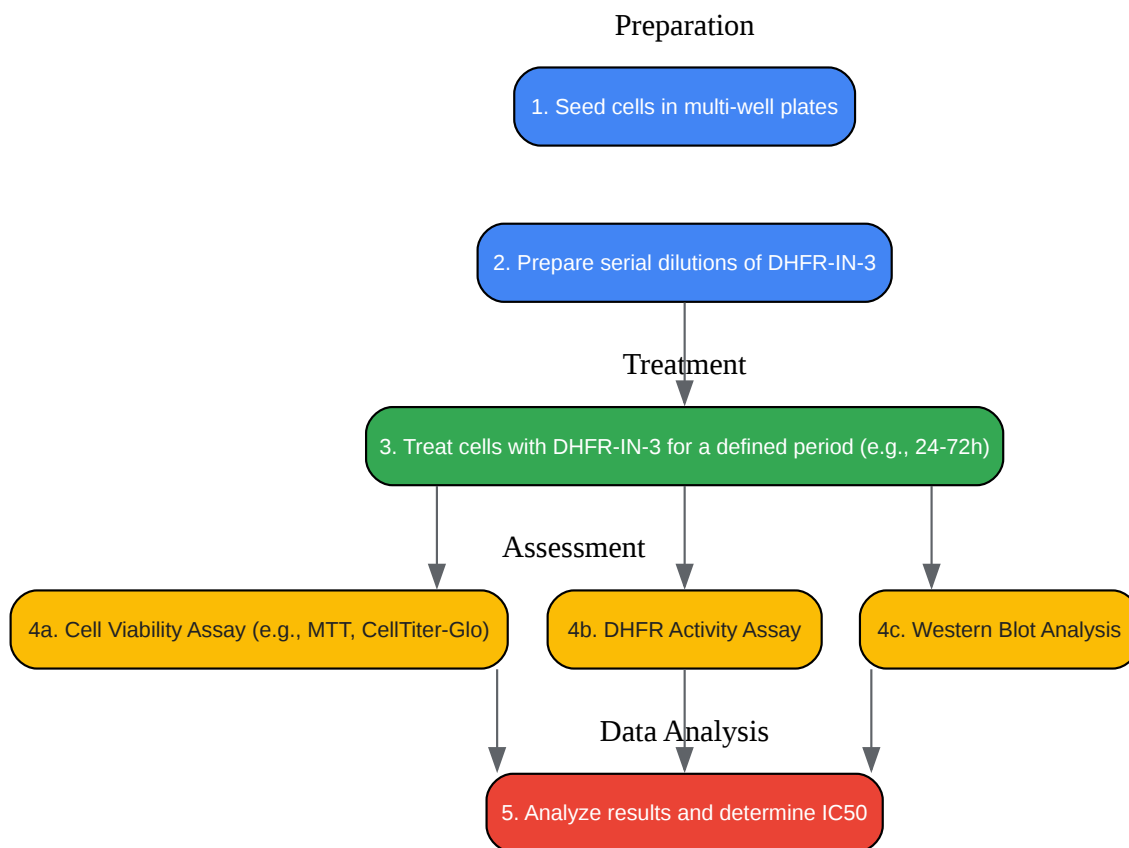 Preparation
1. Seed cells in multi-well plates
2. Prepare serial dilutions of DHFR-IN-3
Treatment
3. Treat cells with DHFR-IN-3 for a defined period (e.g., 24-72h)
Assessment
4a. Cell Viability Assay (e.g., MTT, CellTiter-Glo)
4b. DHFR Activity Assay
4c. Western Blot Analysis
Data Analysis
5. Analyze results and determine IC50